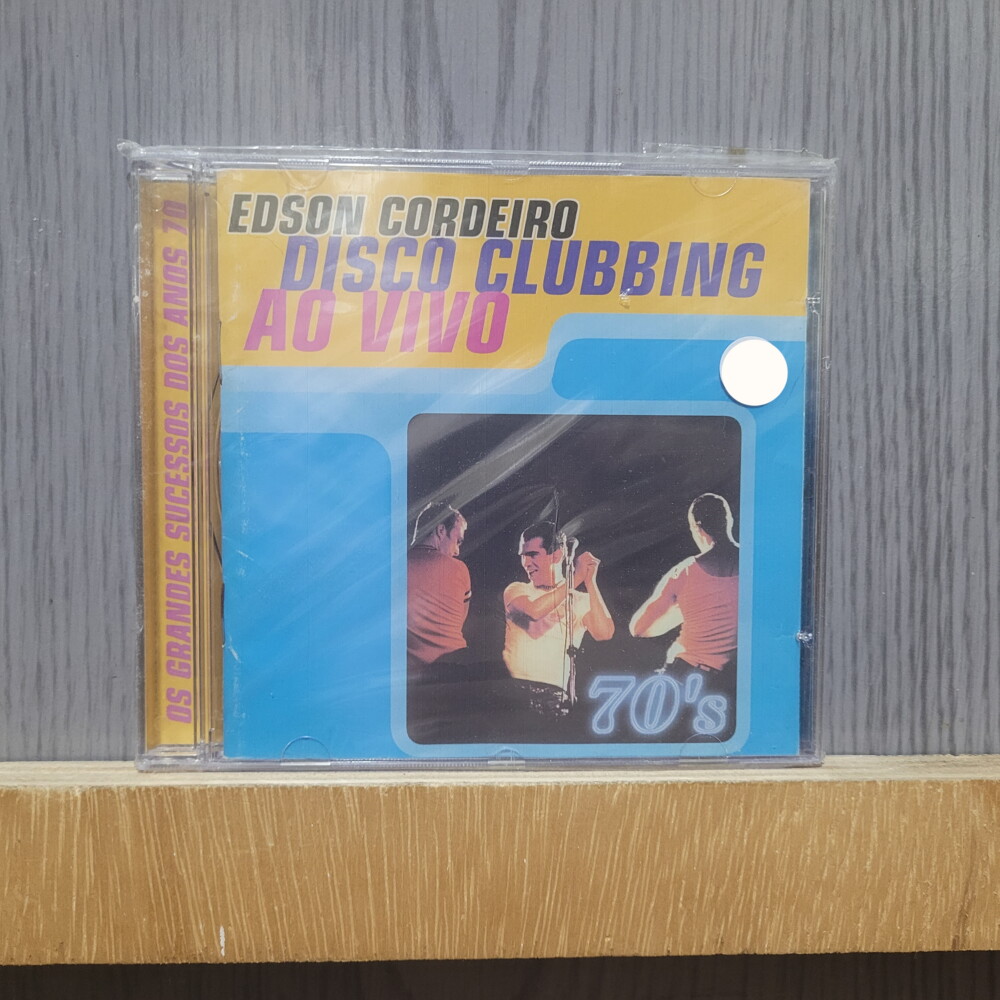 EDSON CORDEIRO
DISCO CLUBBING
AO VIVO
70's
OS GRANDES SUCESSOS DOS ANOS 70